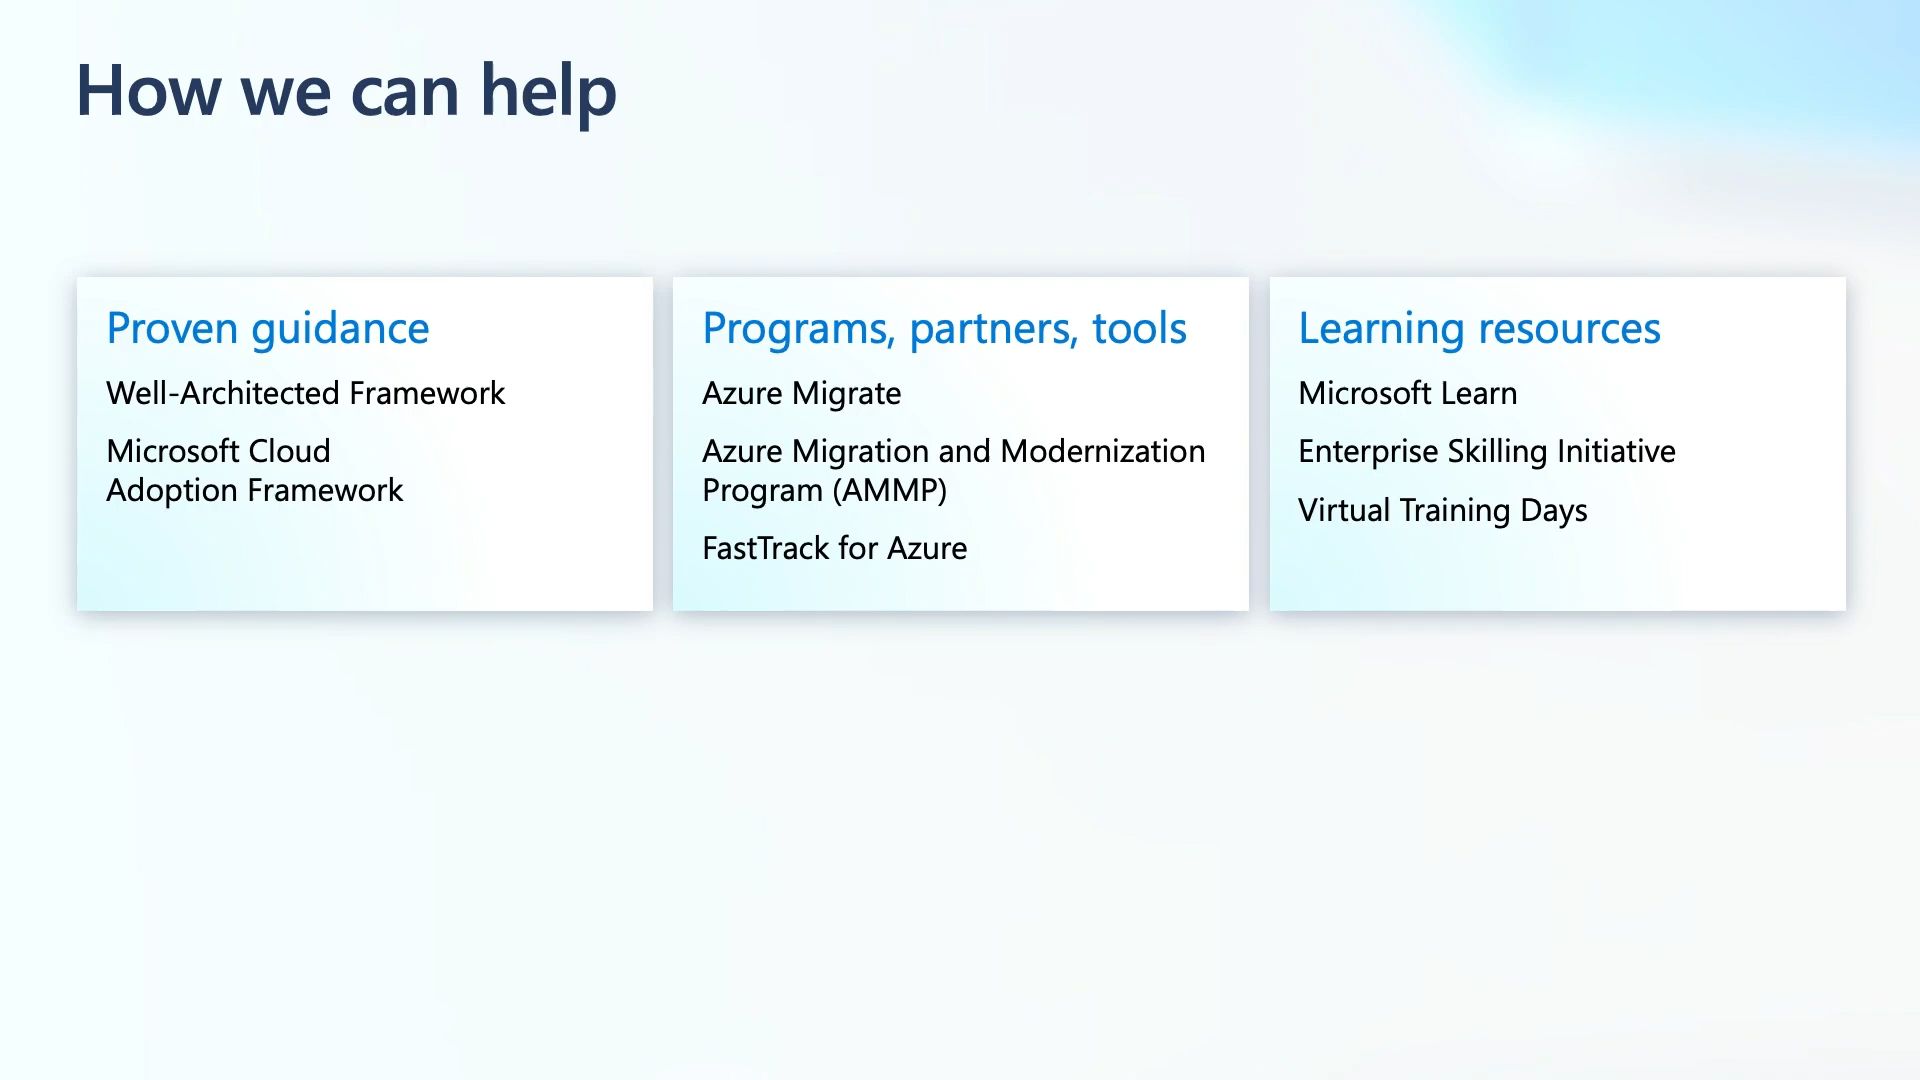 How we can help
Proven guidance
Well-Architected Framework
Microsoft Cloud
Adoption Framework
Programs, partners, tools
Azure Migrate
Azure Migration and Modernization
Program (AMMP)
FastTrack for Azure
Learning resources
Microsoft Learn
Enterprise Skilling Initiative
Virtual Training Days